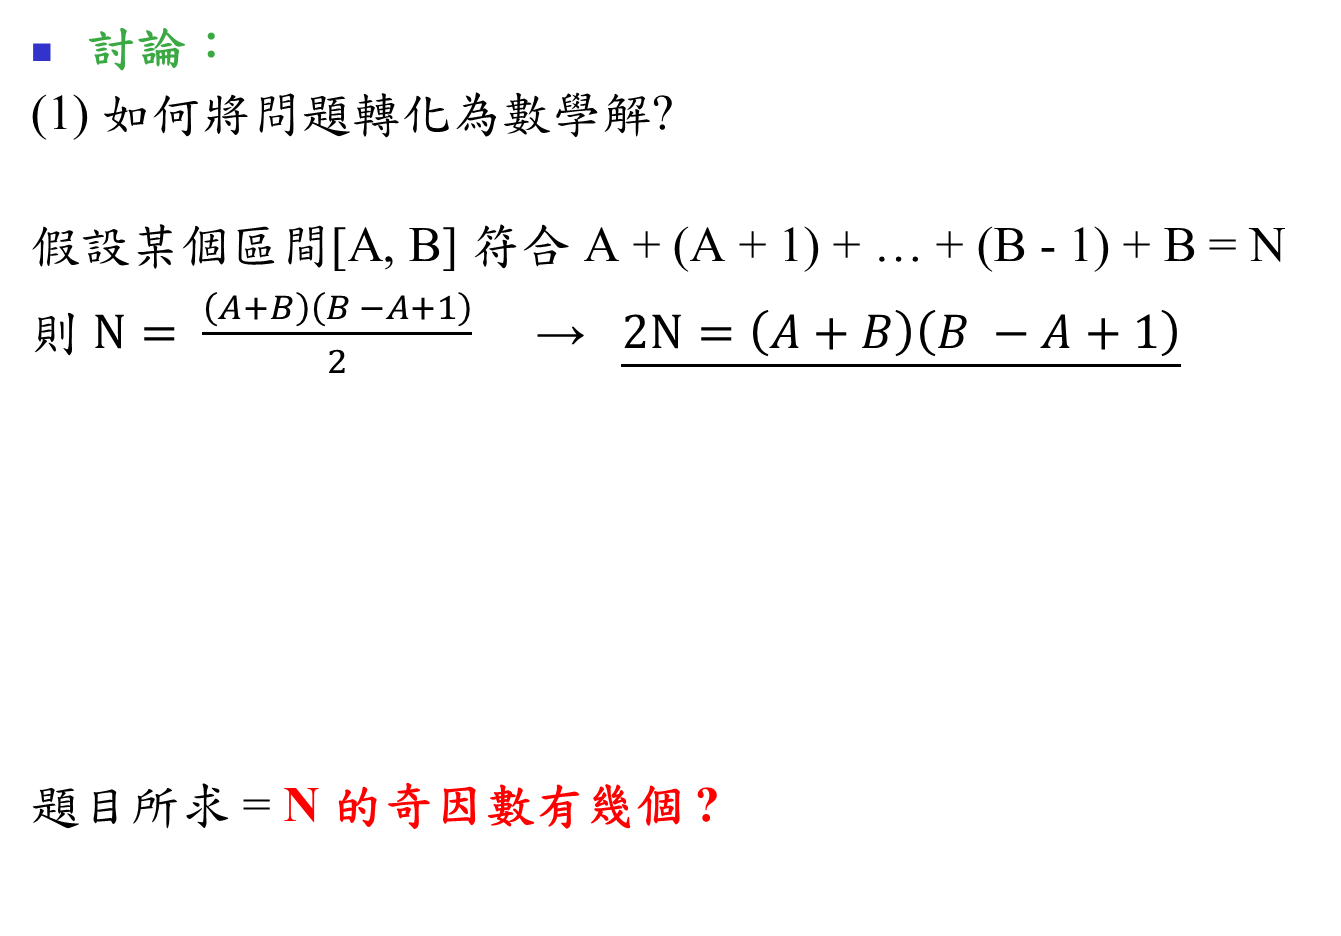 討論：
(1) 如何將問題轉化為數學解?
假設某個區間[A, B] 符合 A + (A + 1) + … + (B - 1) + B = N
則 N = (A+B)(B −A+1)/2 → 2N = (A + B)(B − A + 1)
題目所求 = N 的奇因數有幾個？